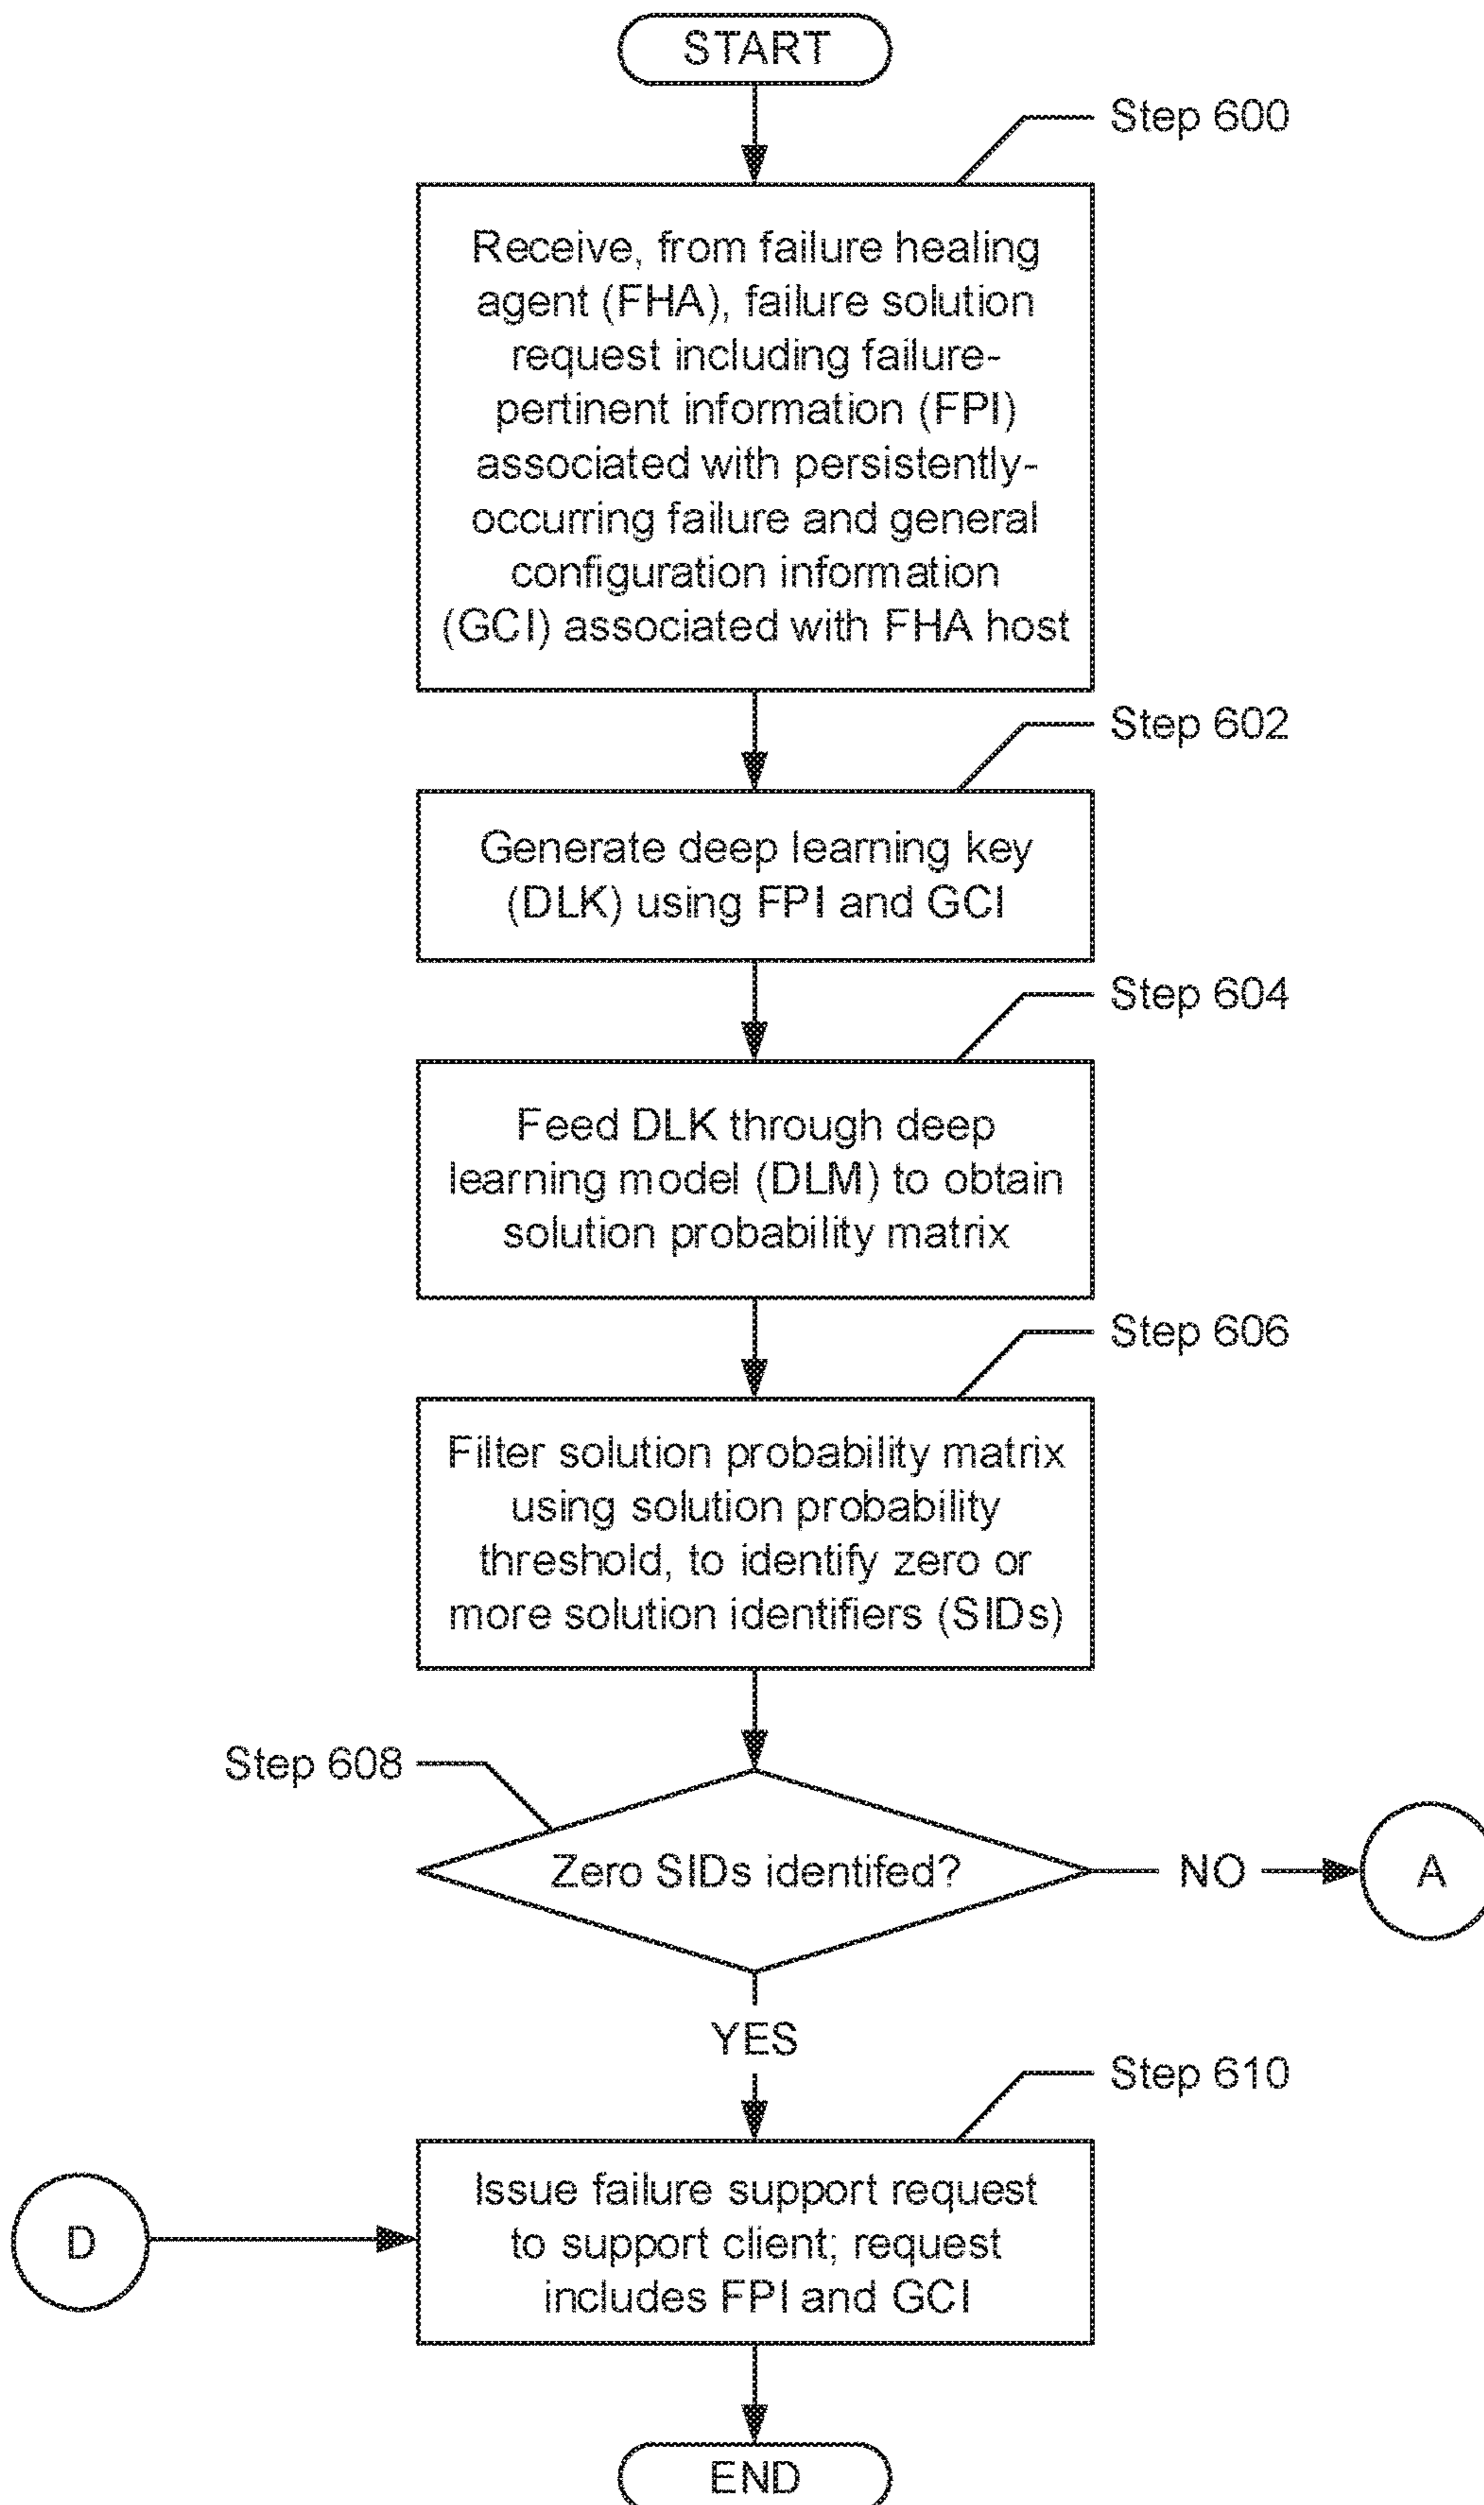 START
Step 600
Receive, from failure healing
agent (FHA), failure solution
request including failure-
pertinent information (FPI)
associated with persistently-
occurring failure and general
configuration information
(GCI) associated with FHA host
Step 602
Generate deep learning key
(DLK) using FPI and GCI
Step 604
Feed DLK through deep
learning model (DLM) to obtain
solution probability matrix
Step 606
Filter solution probability matrix
using solution probability
threshold, to identify zero or
more solution identifiers (SIDs)
Step 608
Zero SIDs identifed?
NO
A
YES
Step 610
Issue failure support request
to support client; request
includes FPI and GCI
D
END